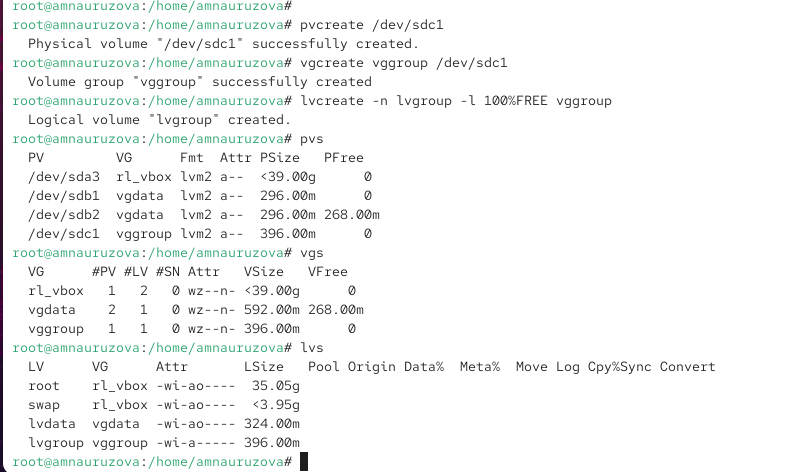 root@amnauruzova:/home/amnauruzova#
root@amnauruzova:/home/amnauruzova# pvcreate /dev/sdc1
  Physical volume "/dev/sdc1" successfully created.
root@amnauruzova:/home/amnauruzova# vgcreate vggroup /dev/sdc1
  Volume group "vggroup" successfully created
root@amnauruzova:/home/amnauruzova# lvcreate -n lvgroup -l 100%FREE vggroup
  Logical volume "lvgroup" created.
root@amnauruzova:/home/amnauruzova# pvs
  PV         VG      Fmt  Attr PSize   PFree
  /dev/sda3  rl_vbox lvm2 a--  <39.00g      0
  /dev/sdb1  vgdata  lvm2 a--  296.00m      0
  /dev/sdb2  vgdata  lvm2 a--  296.00m 268.00m
  /dev/sdc1  vggroup lvm2 a--  396.00m      0
root@amnauruzova:/home/amnauruzova# vgs
  VG      #PV #LV #SN Attr   VSize   VFree
  rl_vbox   1   2   0 wz--n- <39.00g      0
  vgdata    2   1   0 wz--n- 592.00m 268.00m
  vggroup   1   1   0 wz--n- 396.00m      0
root@amnauruzova:/home/amnauruzova# lvs
  LV      VG      Attr       LSize   Pool Origin Data%  Meta%  Move Log Cpy%Sync Convert
  root    rl_vbox -wi-ao----  35.05g
  swap    rl_vbox -wi-ao----  <3.95g
  lvdata  vgdata  -wi-ao---- 324.00m
  lvgroup vggroup -wi-a----- 396.00m
root@amnauruzova:/home/amnauruzova#